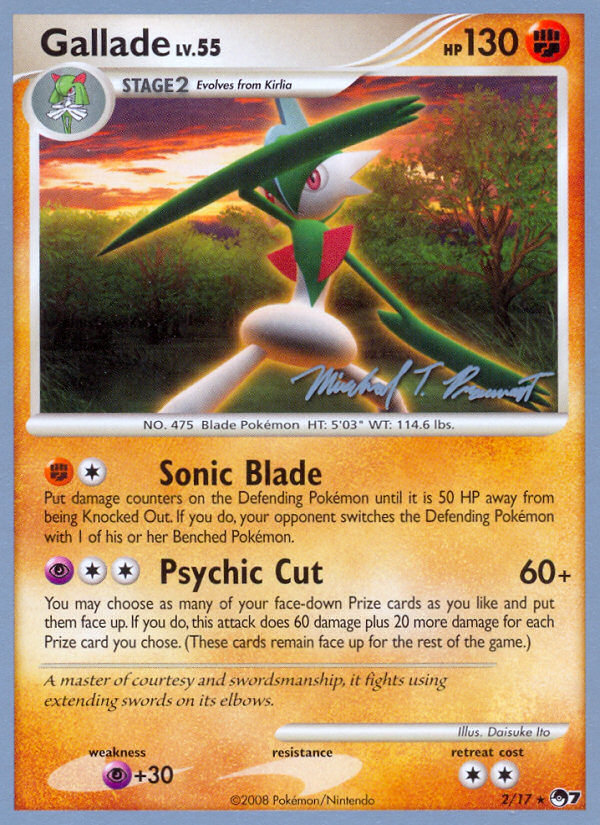 Gallade LV.55
HP 130
STAGE2 Evolves from Kirlia
Michael T. Pramawat
NO. 475 Blade Pokémon HT: 5'03" WT: 114.6 lbs.
Sonic Blade
Put damage counters on the Defending Pokémon until it is 50 HP away from
being Knocked Out. If you do, your opponent switches the Defending Pokémon
with 1 of his or her Benched Pokémon.
Psychic Cut 60+
You may choose as many of your face-down Prize cards as you like and put
them face up. If you do, this attack does 60 damage plus 20 more damage for each
Prize card you chose. (These cards remain face up for the rest of the game.)
A master of courtesy and swordsmanship, it fights using
extending swords on its elbows.
Illus. Daisuke Ito
weakness resistance retreat cost
+30
©2008 Pokémon/Nintendo
2/17 ★ 7